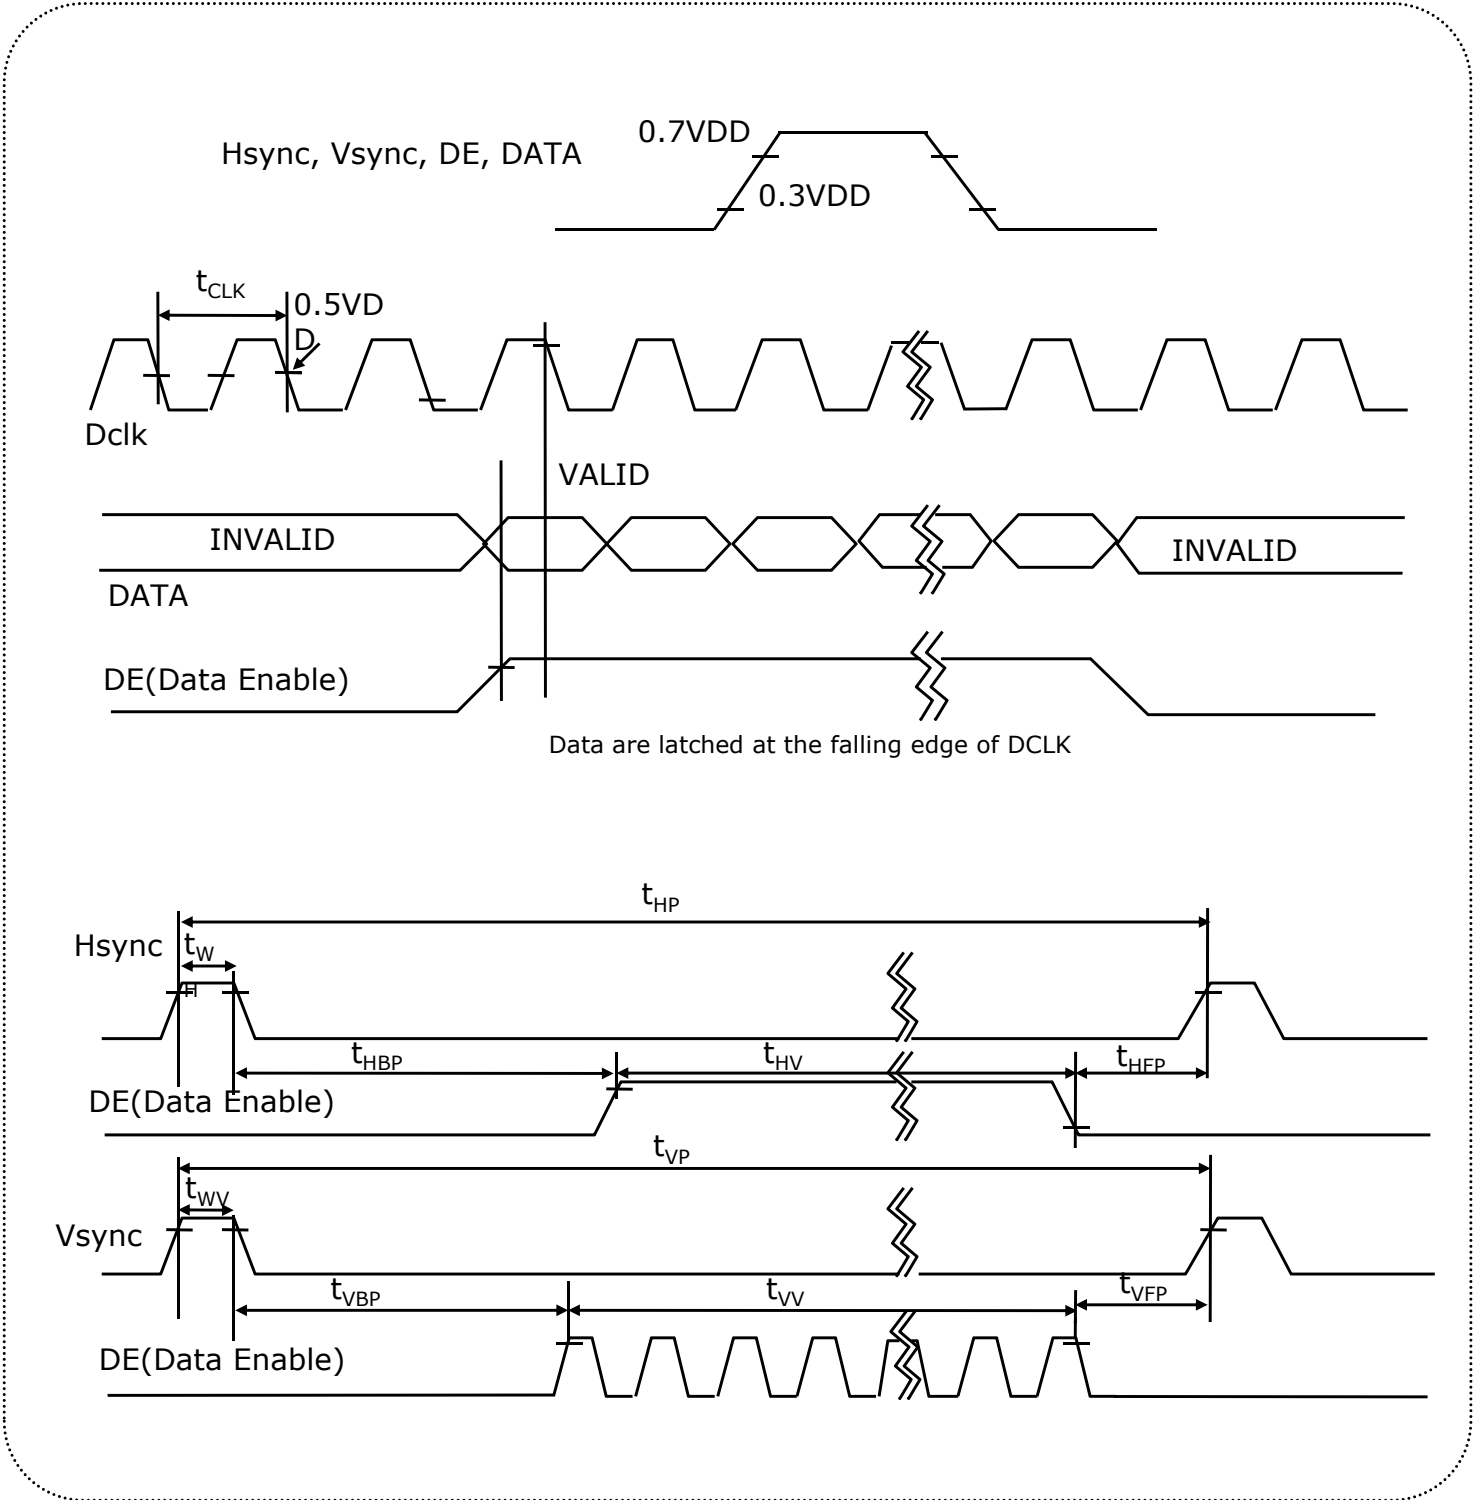 0.7VDD
Hsync, Vsync, DE, DATA
0.3VDD
tCLK
0.5VD
D
Dclk
VALID
INVALID
INVALID
DATA
DE(Data Enable)
Data are latched at the falling edge of DCLK
tHP
Hsync
tW
H
tHBP
tHV
tHFP
DE(Data Enable)
tVP
tWV
Vsync
tVBP
tVV
tVFP
DE(Data Enable)